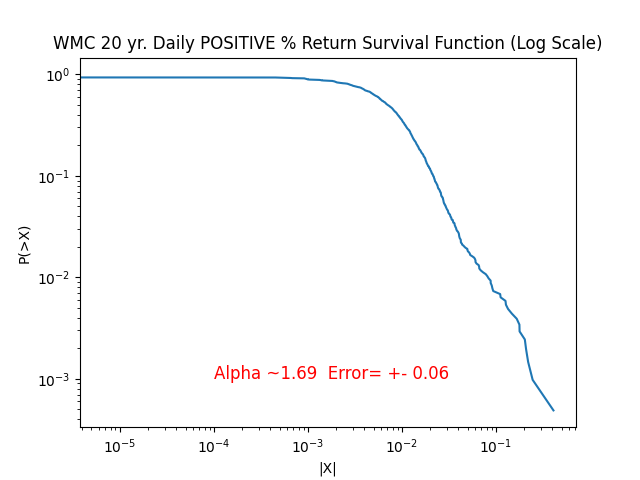 WMC 20 yr. Daily POSITIVE % Return Survival Function (Log Scale)
10⁰
10⁻¹
10⁻²
10⁻³
P(>X)
Alpha ~1.69  Error= +- 0.06
10⁻⁵ 10⁻⁴ 10⁻³ 10⁻² 10⁻¹
|X|